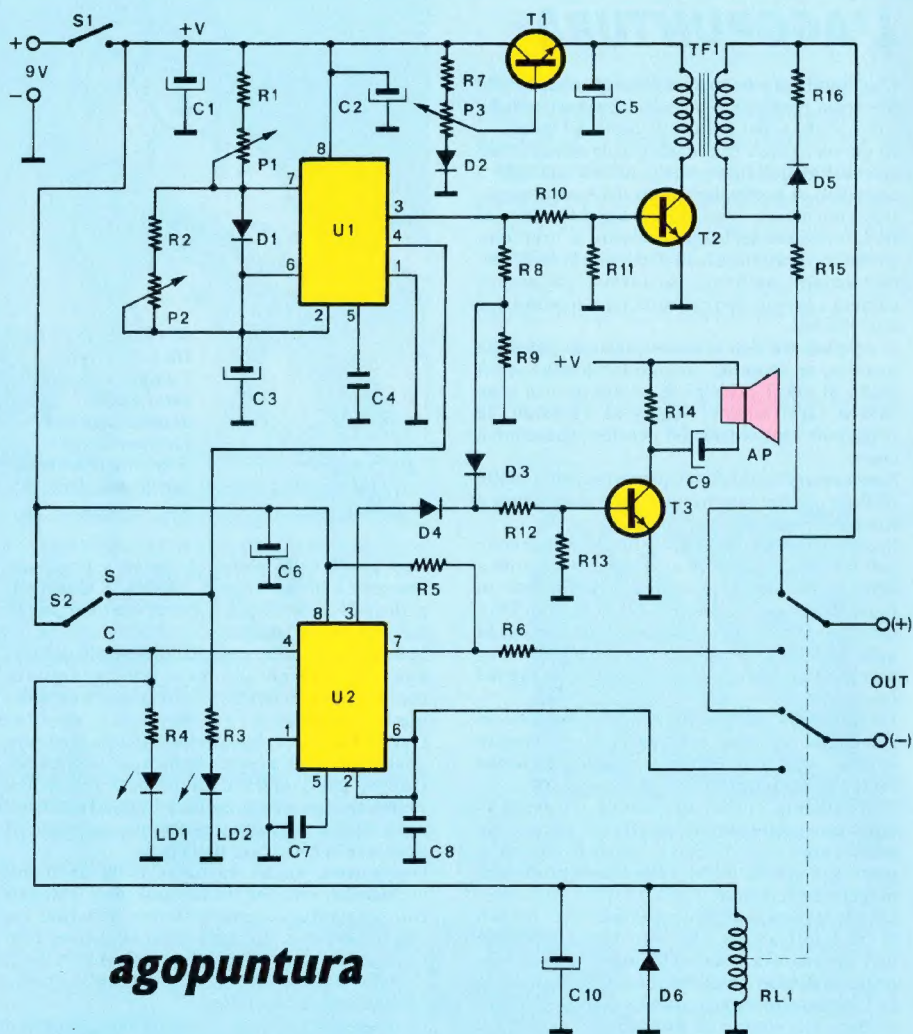 S1
+
9V
-
+V
C1
R1
P1
C2
R7
P3
D2
T1
C5
TF1
R16
D5
R15
R2
P2
D1
7
8
6
2
5
3
4
1
U1
R10
R8
R11
T2
R9
C3
C4
+V
R14
AP
C9
D3
D4
R12
T3
R13
C6
R5
S2
S
C
8
3
4
7
R6
U2
1
6
5
2
R4
R3
LD1
LD2
C7
C8
(+)
OUT
(-)
agopuntura
C10
D6
RL1